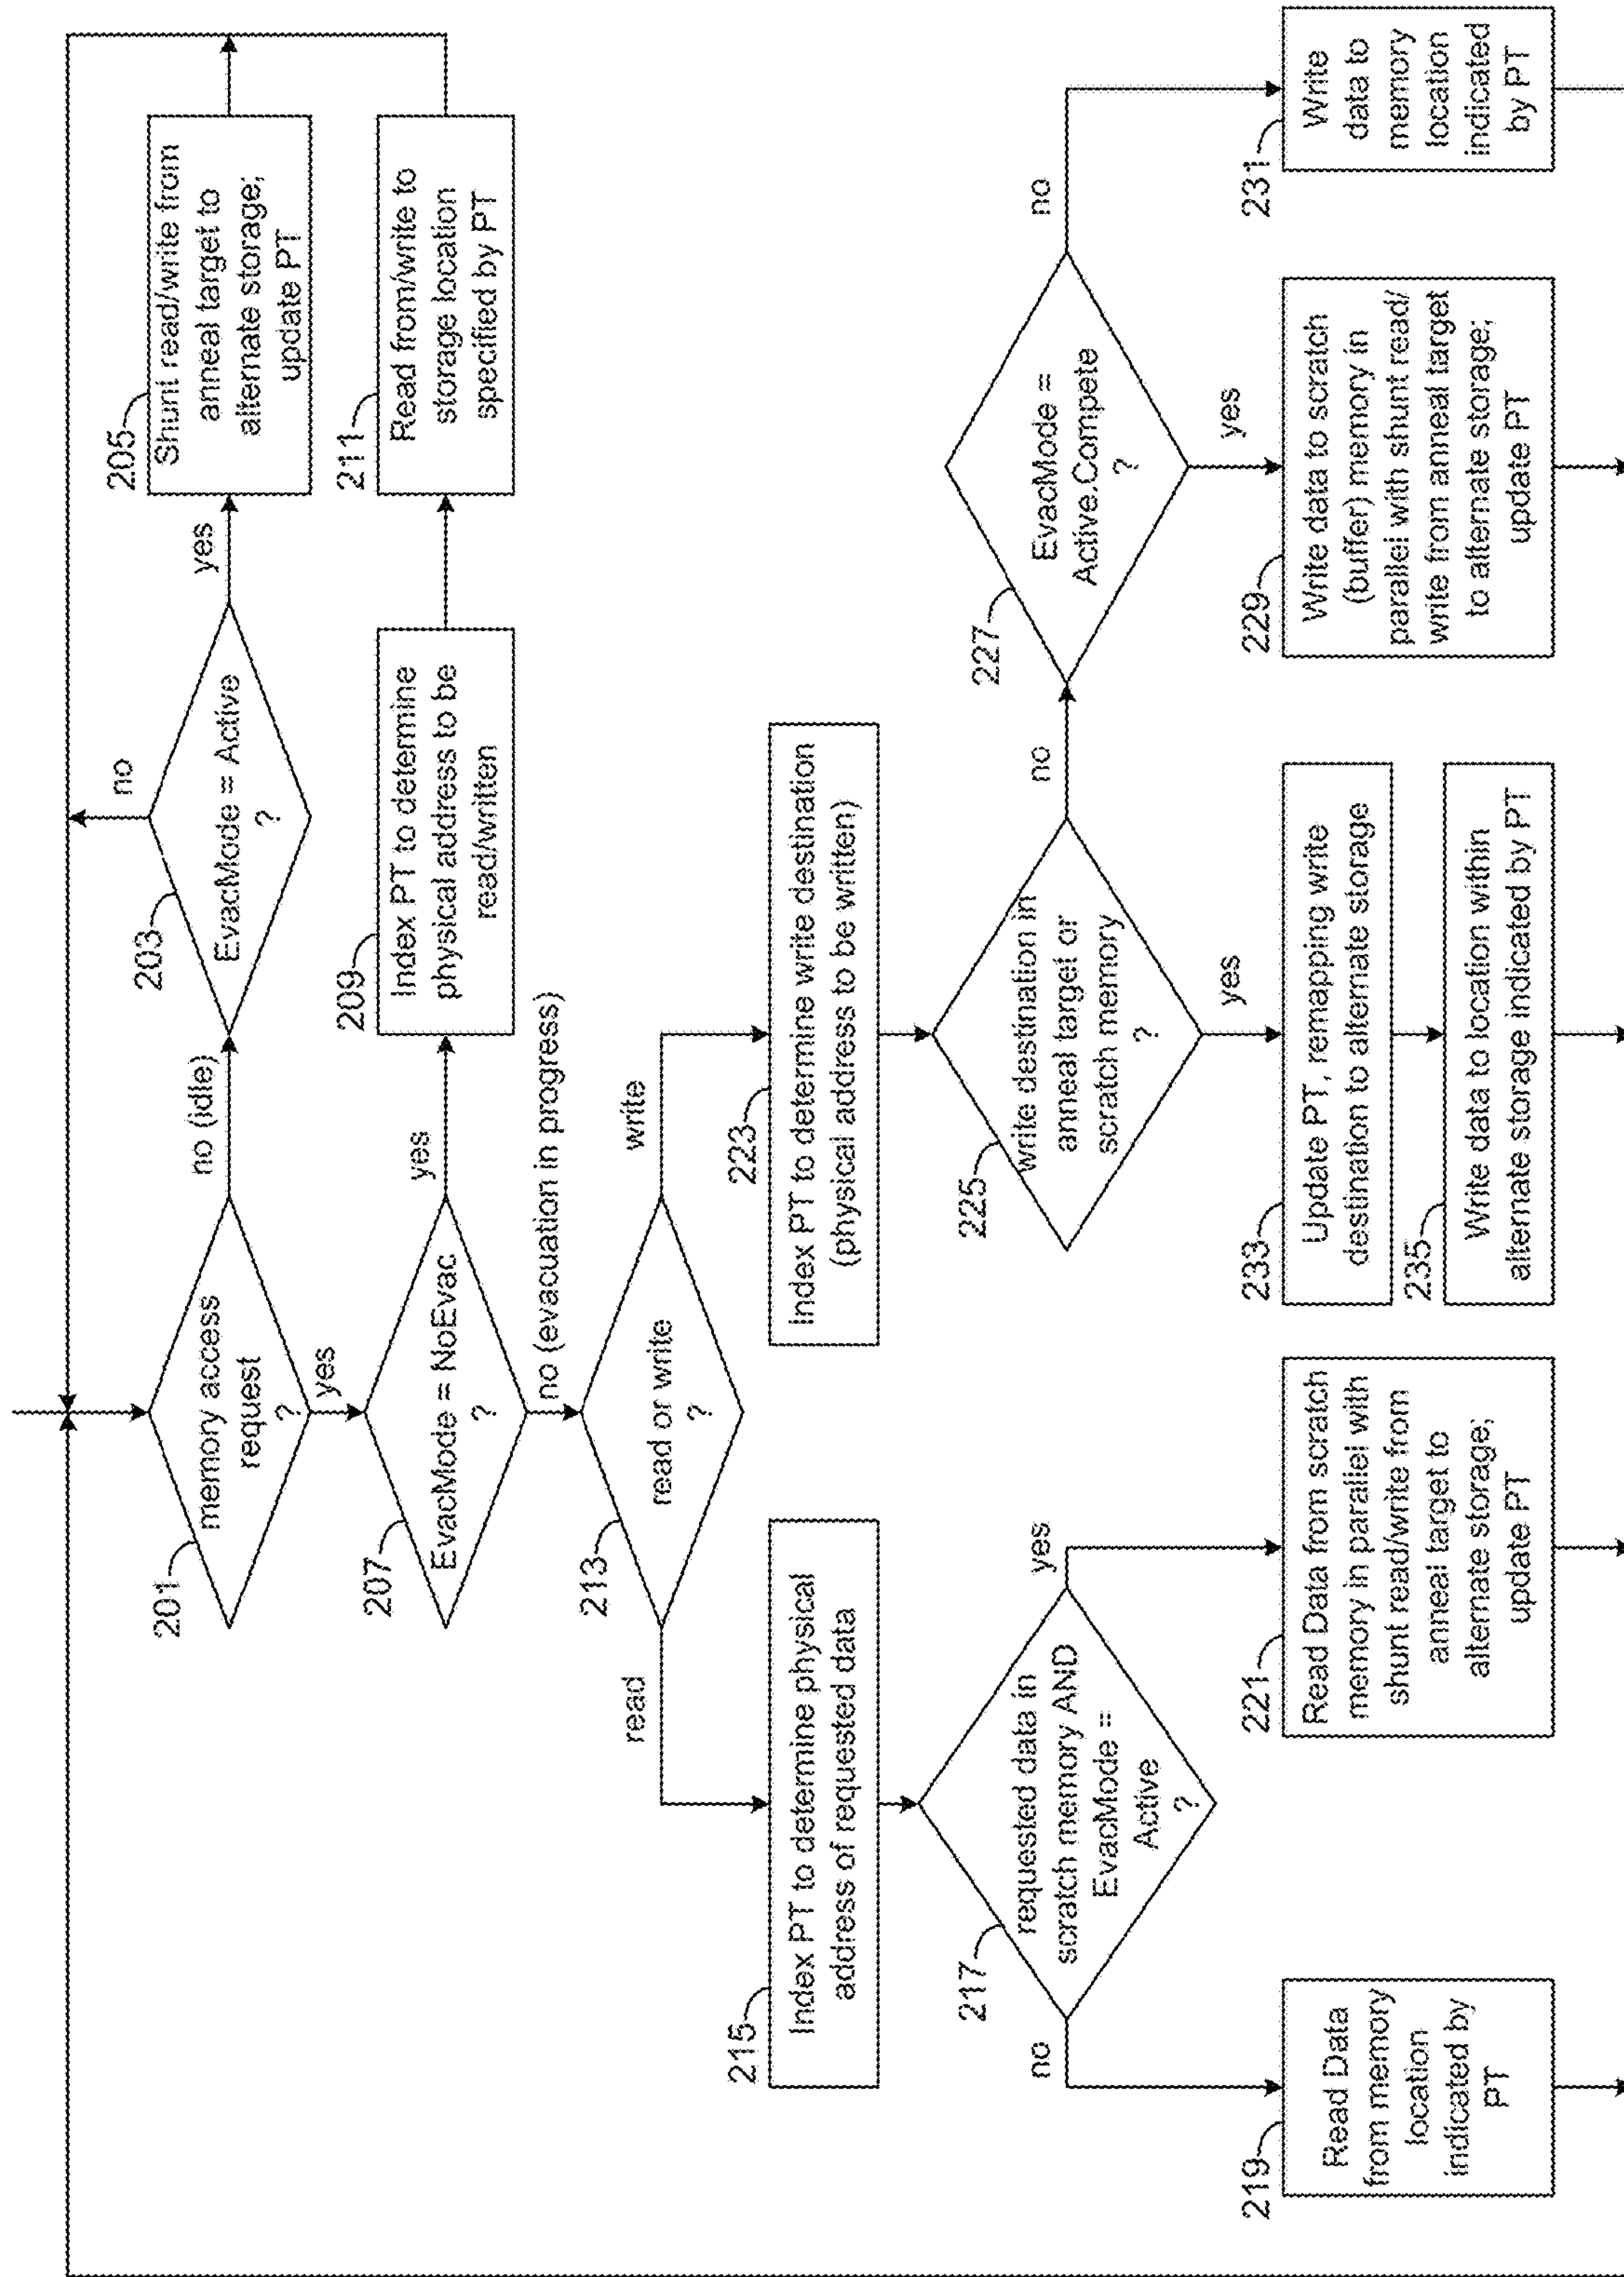 201
memory access
request
?
no (idle)
yes
203
EvacMode = Active
?
no
yes
205
Shunt read/write from
anneal target to
alternate storage;
update PT
207
EvacMode = NoEvac
?
yes
no (evacuation in progress)
209
Index PT to determine
physical address to be
read/written
211
Read from/write to
storage location
specified by PT
213
read or write
?
read
write
215
Index PT to determine physical
address of requested data
217
requested data in
scratch memory AND
EvacMode =
Active
?
no
yes
219
Read Data
from memory
location
indicated by
PT
221
Read Data from scratch
memory in parallel with
shunt read/write from
anneal target to
alternate storage;
update PT
223
Index PT to determine write destination
(physical address to be written)
225
write destination in
anneal target or
scratch memory
?
no
yes
227
EvacMode =
Active.Compete
?
no
yes
233
Update PT, remapping write
destination to alternate storage
235
Write data to location within
alternate storage indicated by PT
229
Write data to scratch
(buffer) memory in
parallel with shunt read/
write from anneal target
to alternate storage;
update PT
231
Write
data to
memory
location
indicated
by PT